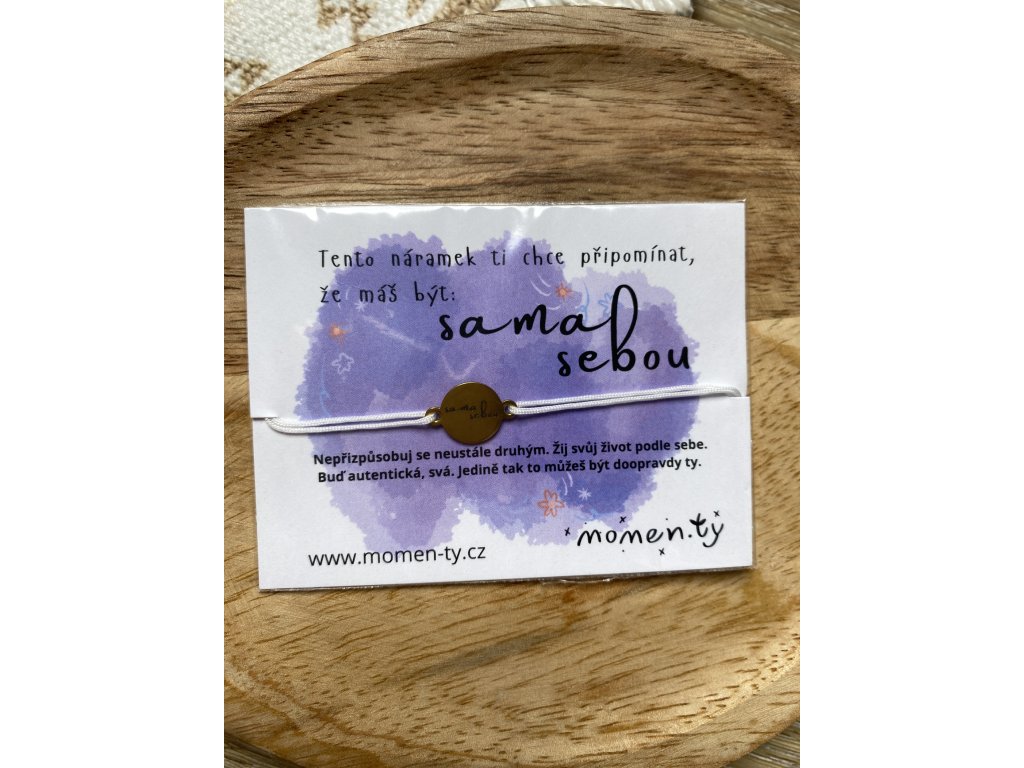 Tento náramek ti chce připomínat,
že máš být:
sama
sebou
sama
sebou
Nepřizpůsobuj se neustále druhým. Žij svůj život podle sebe.
Buď autentická, svá. Jedině tak to můžeš být doopravdy ty.
momen.ty
www.momen-ty.cz